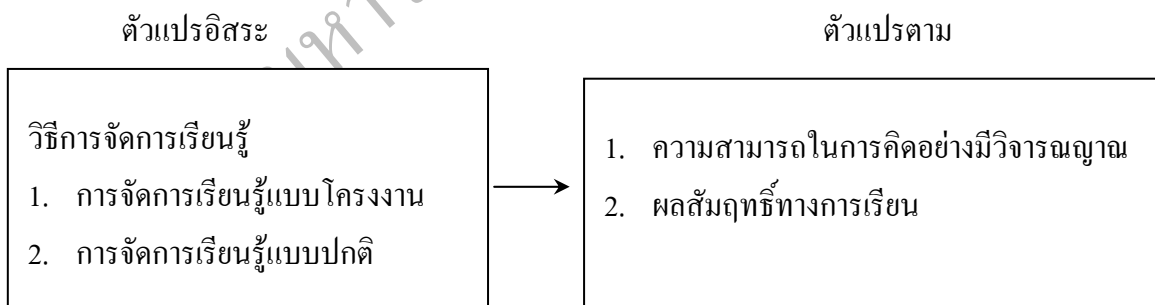 ตัวแปรอิสระ
ตัวแปรตาม
วิธีการจัดการเรียนรู้
1. การจัดการเรียนรู้แบบโครงงาน
2. การจัดการเรียนรู้แบบปกติ
1. ความสามารถในการคิดอย่างมีวิจารณญาณ
2. ผลสัมฤทธิ์ทางการเรียน